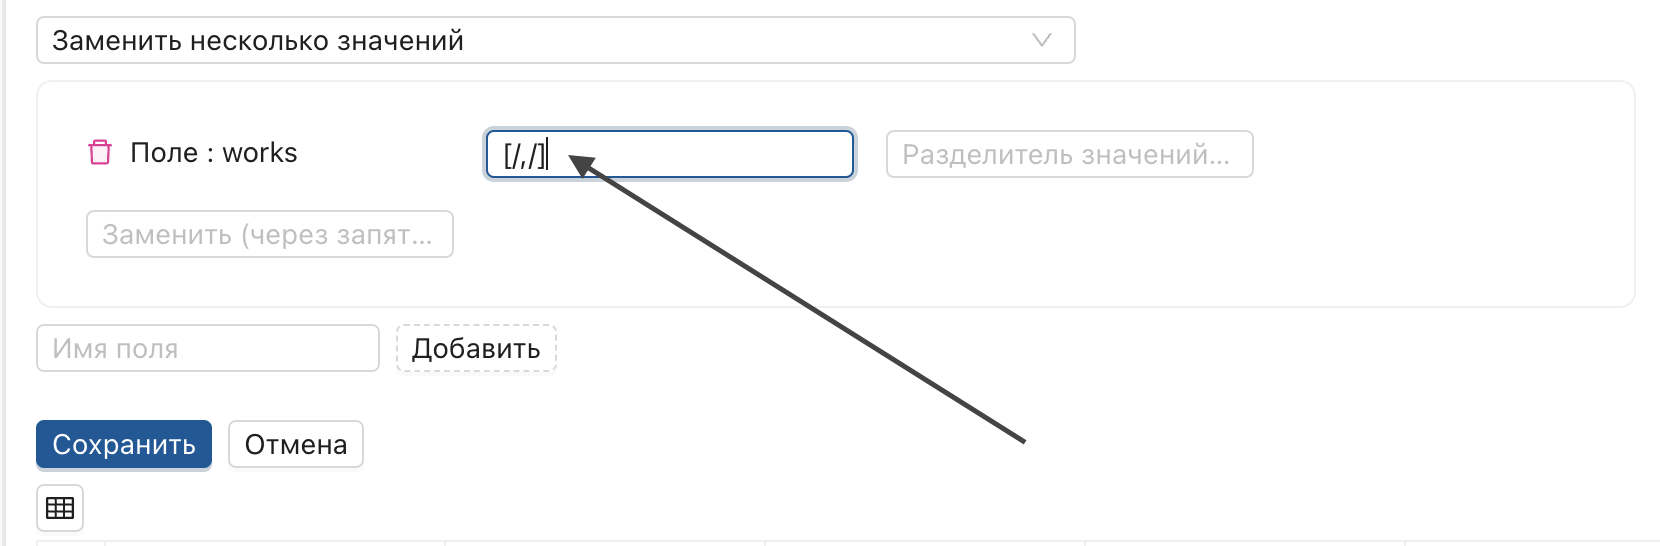 Заменить несколько значений
Поле : works
[/,/]
Разделитель значений...
Заменить (через запят...
Имя поля
Добавить
Сохранить
Отмена